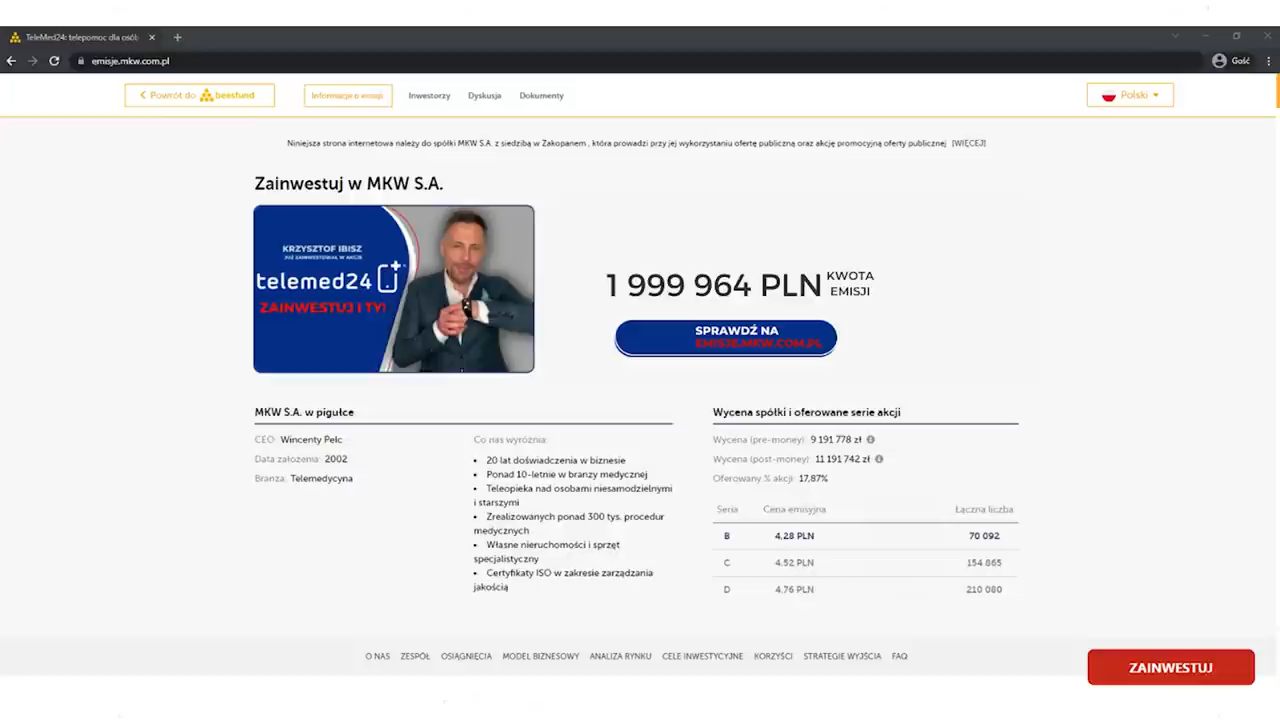 TeleMed24: telepomoc dla osób
emisje.mkw.com.pl
Gość
Powrót do beesfund
Informacje o emisji
Inwestorzy
Dyskusja
Dokumenty
Polski
Niniejsza strona internetowa należy do spółki MKW S.A. z siedzibą w Zakopanem , która prowadzi przy jej wykorzystaniu ofertę publiczną oraz akcję promocyjną oferty publicznej [WIĘCEJ]
Zainwestuj w MKW S.A.
KRZYSZTOF IBISZ
JUŻ ZAINWESTOWAŁ W AKCJE
telemed24
ZAINWESTUJ I TY!
1 999 964 PLN KWOTA EMISJI
SPRAWDŹ NA
EMISJE.MKW.COM.PL
MKW S.A. w pigułce
CEO: Wincenty Pelc
Data założenia: 2002
Branża: Telemedycyna
Co nas wyróżnia:
• 20 lat doświadczenia w biznesie
• Ponad 10-letnie w branzy medycznej
• Teleopieka nad osobami niesamodzielnymi
i starszymi
• Zrealizowanych ponad 300 tys. procedur
medycznych
• Własne nieruchomości i sprzęt
specjalistyczny
• Certyfikaty ISO w zakresie zarządzania
jakością
Wycena spółki i oferowane serie akcji
Wycena (pre-money): 9 191 778 zł
Wycena (post-money): 11 191 742 zł
Oferowany % akcji: 17,87%
Seria Cena emisyjna Łączna liczba
B 4,28 PLN 70 092
C 4,52 PLN 154 865
D 4,76 PLN 210 080
O NAS ZESPÓŁ OSIĄGNIĘCIA MODEL BIZNESOWY ANALIZA RYNKU CELE INWESTYCYJNE KORZYŚCI STRATEGIE WYJŚCIA FAQ
ZAINWESTUJ